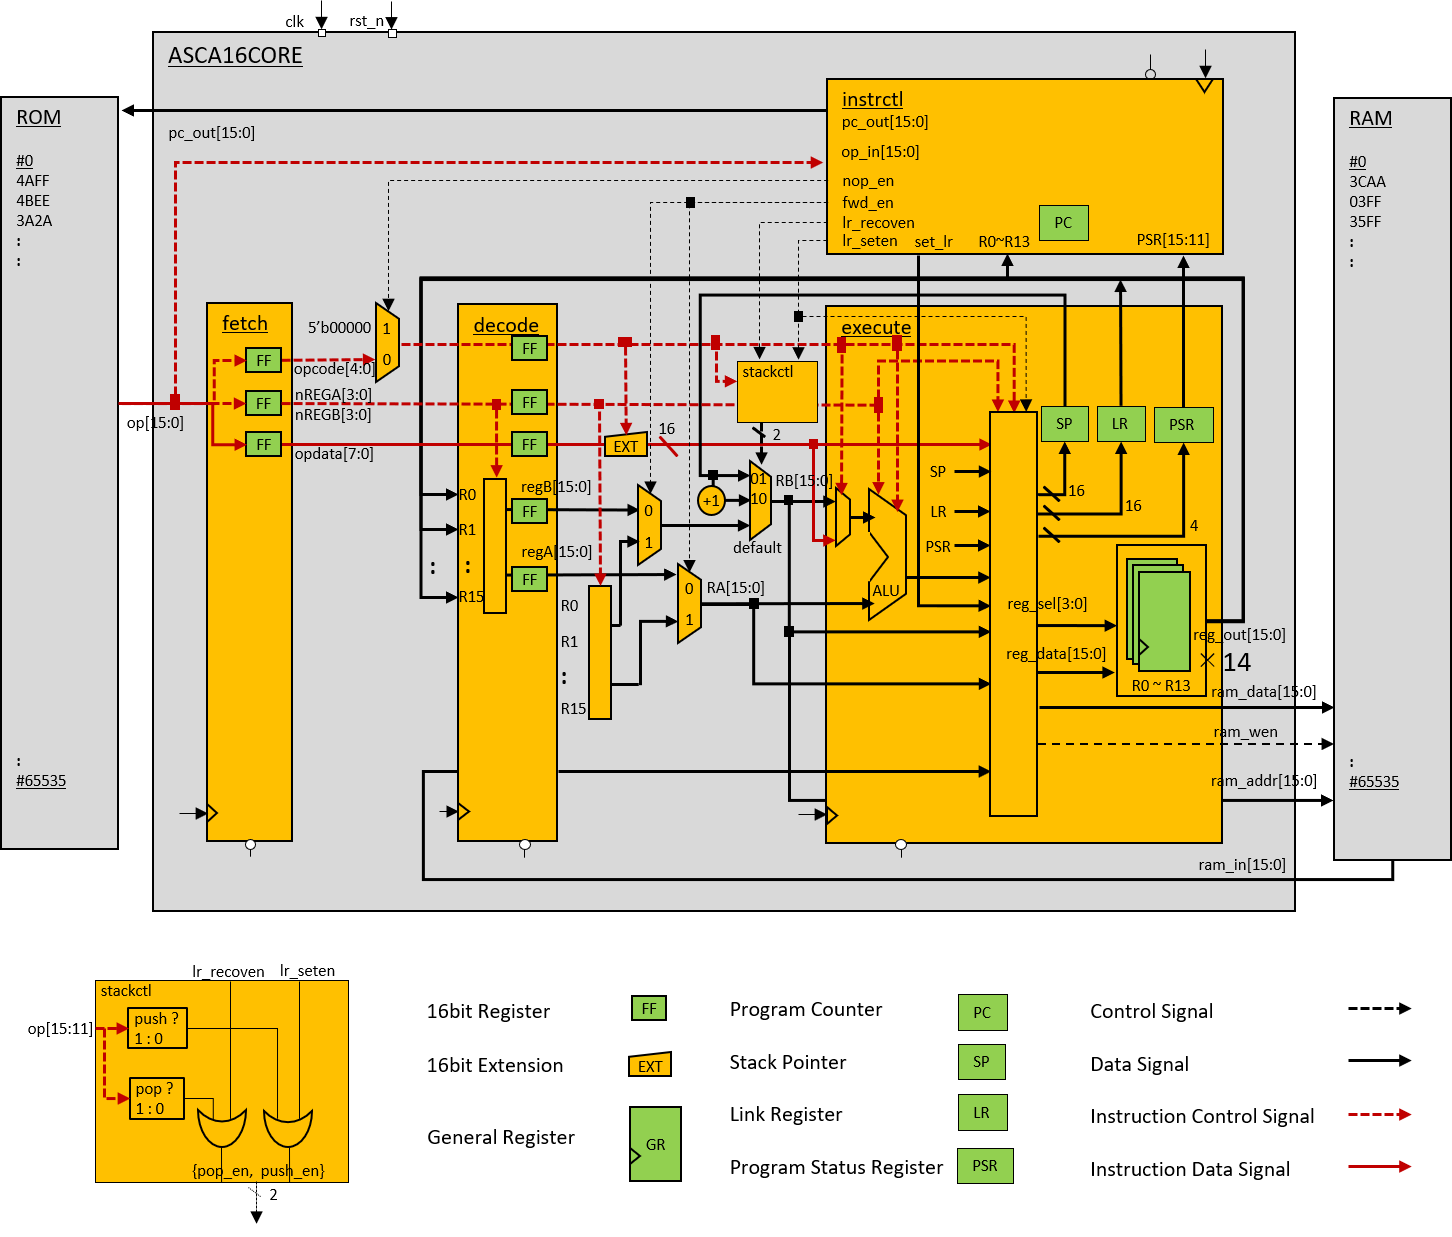 clk
rst_n
ASCA16CORE
ROM
#0
4AFF
4BEE
3A2A
:
:
:
#65535
pc_out[15:0]
instrctl
pc_out[15:0]
op_in[15:0]
nop_en
fwd_en
lr_recoven
lr_seten
set_lr
R0~R13
PC
PSR[15:11]
RAM
#0
3CAA
03FF
35FF
:
:
:
#65535
fetch
FF
FF
FF
op[15:0]
5'b00000
1
0
opcode[4:0]
nREGA[3:0]
nREGB[3:0]
opdata[7:0]
decode
FF
FF
FF
R0
R1
:
:
R15
regB[15:0]
FF
regA[15:0]
FF
EXT
16
0
1
R0
R1
:
R15
0
1
RA[15:0]
stackctl
2
+1
01
10
default
RB[15:0]
execute
ALU
SP
LR
PSR
SP
LR
PSR
16
16
4
reg_sel[3:0]
reg_data[15:0]
R0 ~ R13
reg_out[15:0]
× 14
ram_data[15:0]
ram_wen
ram_addr[15:0]
ram_in[15:0]
lr_recoven
lr_seten
stackctl
op[15:11]
push ?
1 : 0
pop ?
1 : 0
{pop_en, push_en}
2
16bit Register
FF
Program Counter
PC
Control Signal
16bit Extension
EXT
Stack Pointer
SP
Data Signal
General Register
GR
Link Register
LR
Instruction Control Signal
Program Status Register
PSR
Instruction Data Signal